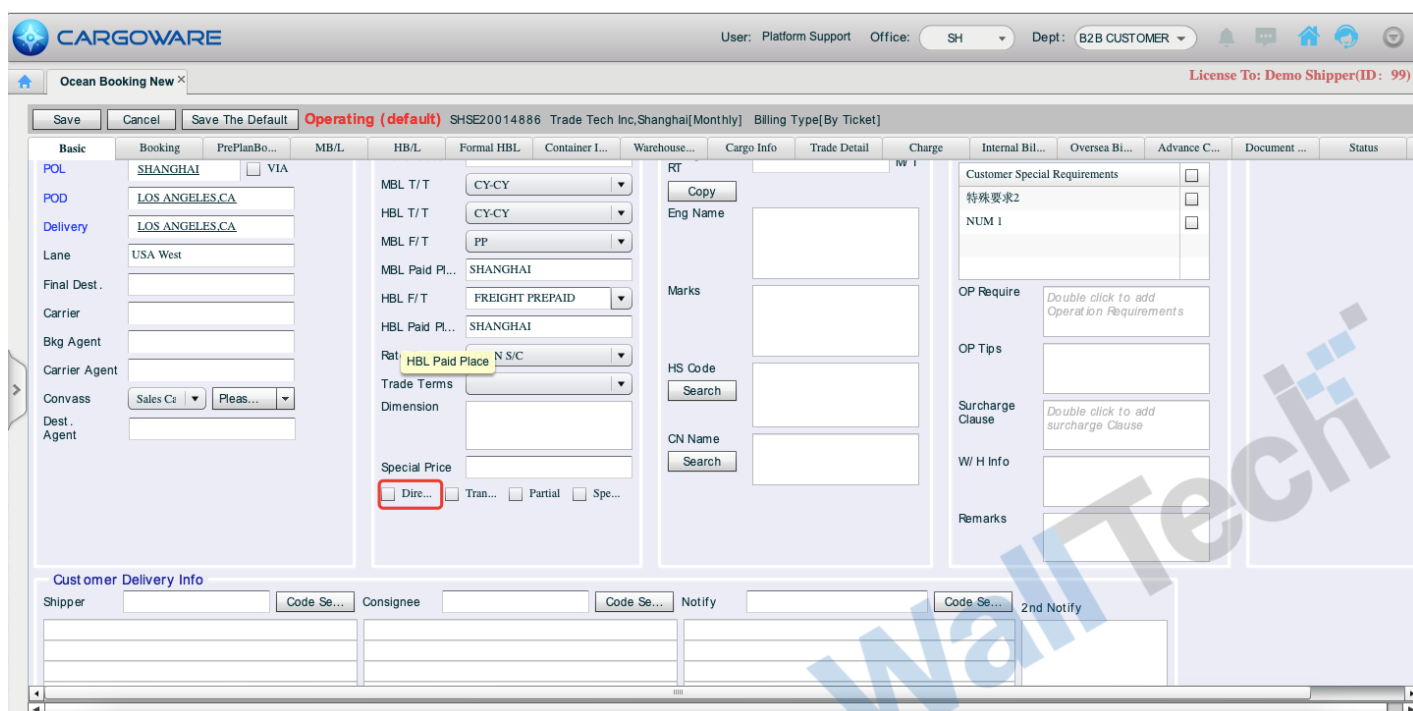 CARGOWARE
User: Platform Support Office: SH Dept: B2B CUSTOMER
Ocean Booking New ×
License To: Demo Shipper(ID: 99)
Save Cancel Save The Default Operating (default) SHSE20014886 Trade Tech Inc,Shanghai[Monthly] Billing Type[By Ticket]
Basic Booking PrePlanBo... MB/L HB/L Formal HBL Container I... Warehouse... Cargo Info Trade Detail Charge Internal Bil... Oversea Bi... Advance C... Document ... Status
POL SHANGHAI VIA
POD LOS ANGELES,CA
Delivery LOS ANGELES,CA
Lane USA West
Final Dest.
Carrier
Bkg Agent
Carrier Agent
Convass Sales Ca Pleas...
Dest.
Agent
MBL T/T CY-CY
HBL T/T CY-CY
MBL F/T PP
MBL Paid Pl... SHANGHAI
HBL F/T FREIGHT PREPAID
HBL Paid Pl... SHANGHAI
Rat N S/C
HBL Paid Place
Trade Terms
Dimension
Special Price
Dire... Tran... Partial Spe...
RT
Copy
Eng Name
Marks
HS Code
Search
CN Name
Search
Customer Special Requirements
特殊要求2
NUM 1
OP Require Double click to add
Operation Requirements
OP Tips
Surcharge
Clause
Double click to add
surcharge Clause
W/H Info
Remarks
Customer Delivery Info
Shipper Code Se... Consignee Code Se... Notify Code Se... 2nd Notify
WallTech